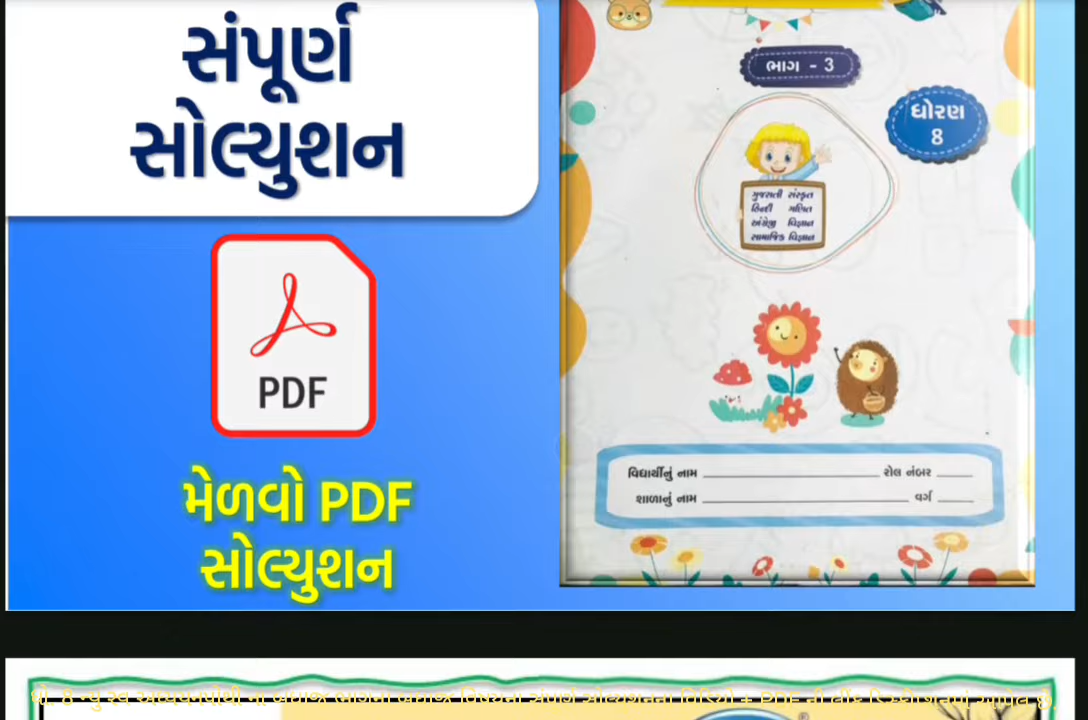 સંપૂર્ણ
સોલ્યુશન
PDF
મેળવો PDF
સોલ્યુશન
ભાગ - 3
ધોરણ
8
ગુજરાતી સંસ્કૃત
હિન્દી ગણિત
અંગ્રેજી વિજ્ઞાન
સામાજિક વિજ્ઞાન
વિદ્યાર્થીનું નામ રોલ નંબર
શાળાનું નામ વર્ગ